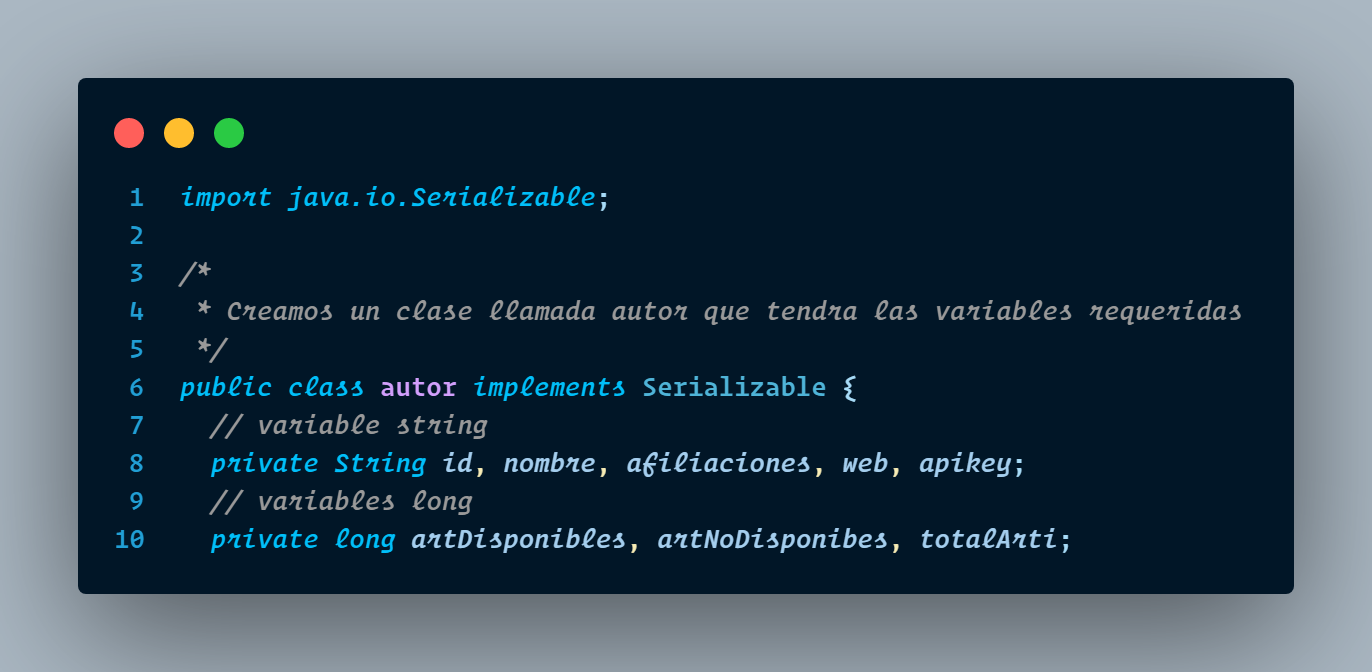 1 import java.io.Serializable;
2
3 /*
4  * Creamos un clase llamada autor que tendra las variables requeridas
5  */
6 public class autor implements Serializable {
7   // variable string
8   private String id, nombre, afiliaciones, web, apikey;
9   // variables long
10   private long artDisponibles, artNoDisponibes, totalArti;